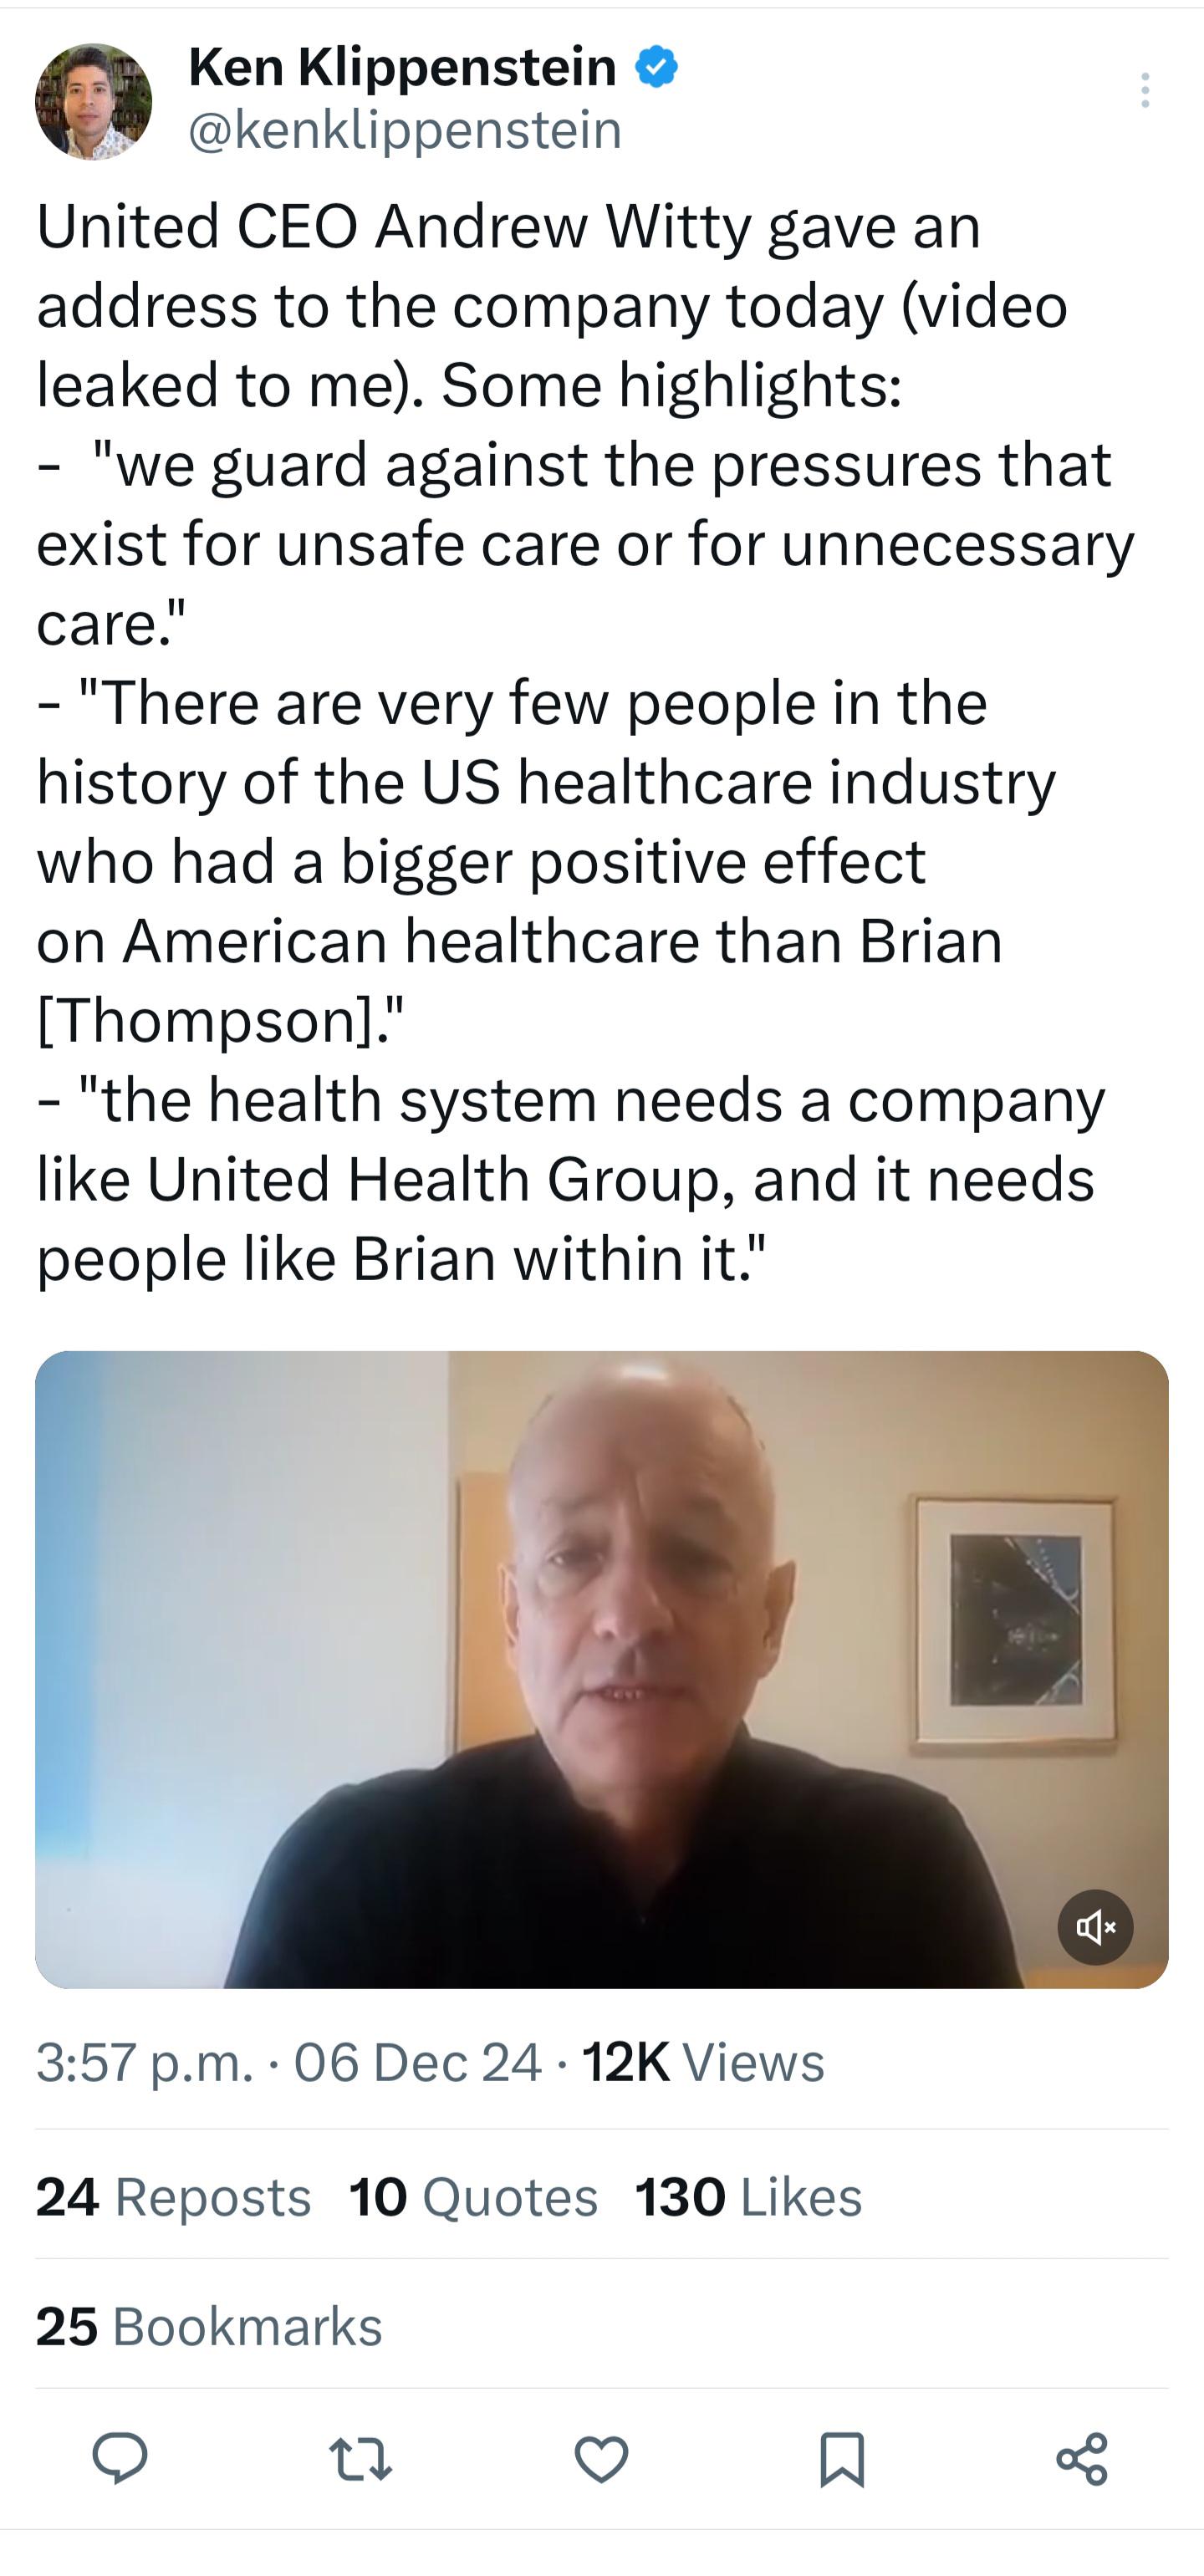 Ken Klippenstein
@kenklippenstein
United CEO Andrew Witty gave an
address to the company today (video
leaked to me). Some highlights:
-  "we guard against the pressures that
exist for unsafe care or for unnecessary
care."
- "There are very few people in the
history of the US healthcare industry
who had a bigger positive effect
on American healthcare than Brian
[Thompson]."
- "the health system needs a company
like United Health Group, and it needs
people like Brian within it."
3:57 p.m. · 06 Dec 24 · 12K Views
24 Reposts 10 Quotes 130 Likes
25 Bookmarks